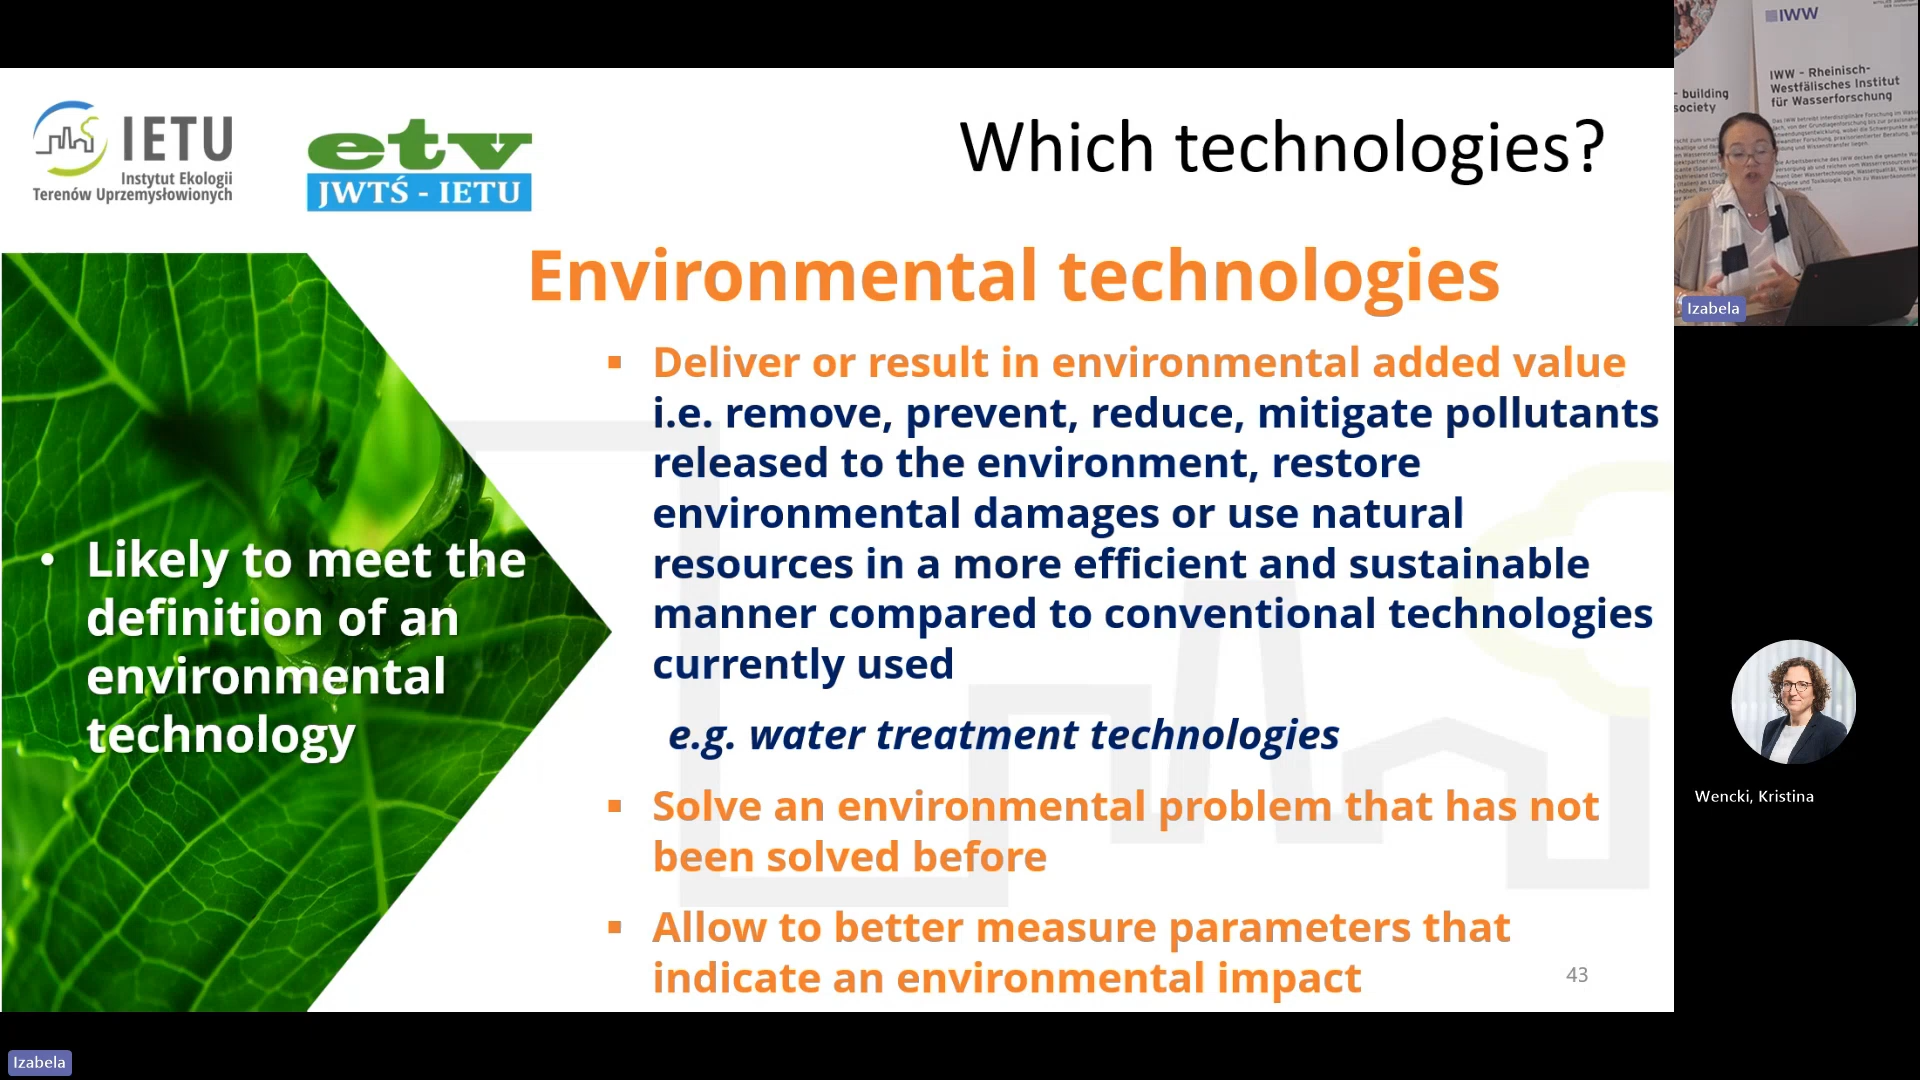 IETU
Instytut Ekologii
Terenów Uprzemysłowionych
etv
JWTŚ - IETU
Which technologies?
Environmental technologies
▪ Deliver or result in environmental added value
i.e. remove, prevent, reduce, mitigate pollutants
released to the environment, restore
environmental damages or use natural
resources in a more efficient and sustainable
manner compared to conventional technologies
currently used
e.g. water treatment technologies
▪ Solve an environmental problem that has not
been solved before
▪ Allow to better measure parameters that
indicate an environmental impact
• Likely to meet the
definition of an
environmental
technology
43
IWW
IWW - Rheinisch-
Westfälisches Institut
für Wasserforschung
building
society
Izabela
Wencki, Kristina
Izabela